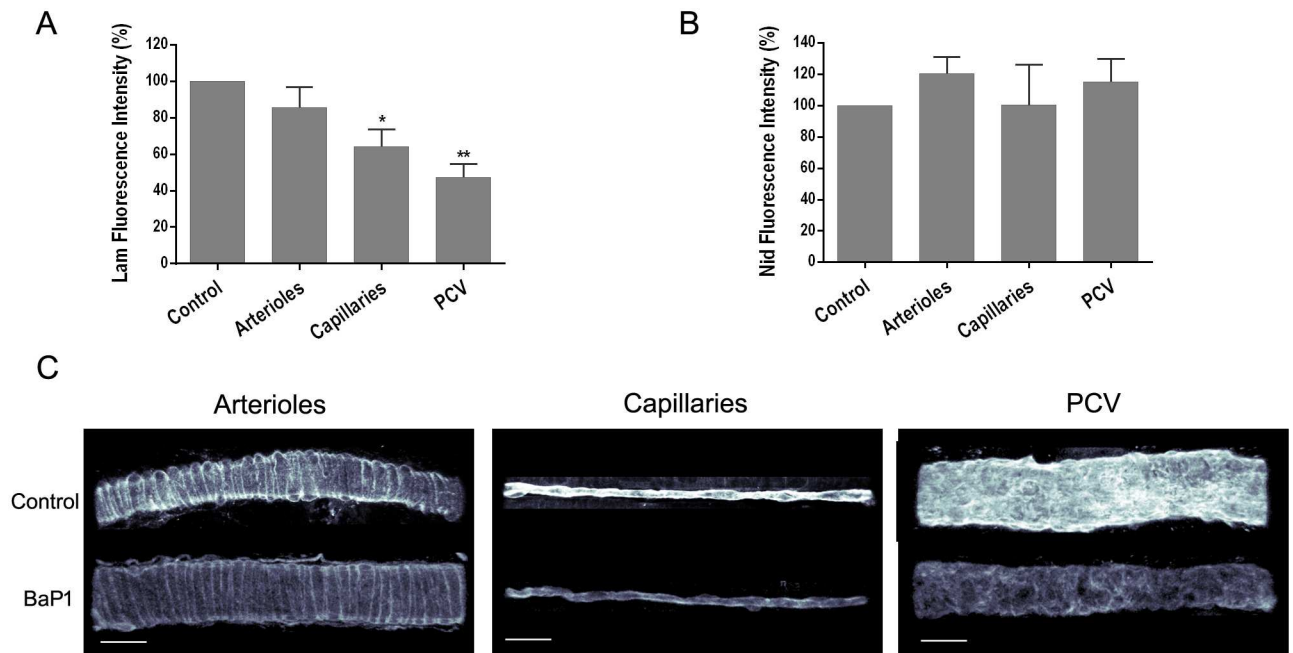 A
Lam Fluorescence Intensity (%)
120
100
80
60
40
20
0
*
**
Control
Arterioles
Capillaries
PCV
B
Nid Fluorescence Intensity (%)
140
120
100
80
60
40
20
0
Control
Arterioles
Capillaries
PCV
C
Arterioles
Capillaries
PCV
Control
BaP1